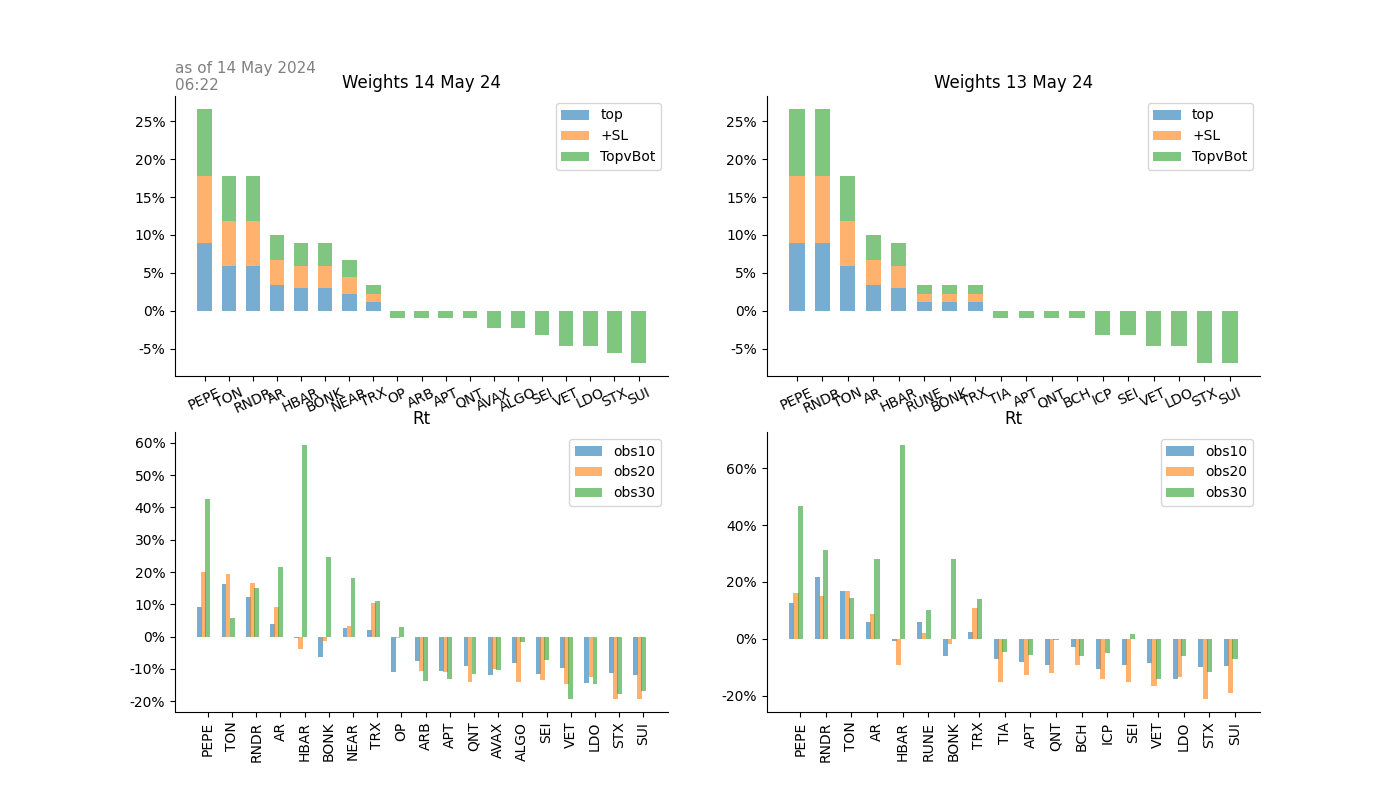 as of 14 May 2024
06:22
Weights 14 May 24
25%
20%
15%
10%
5%
0%
-5%
top
+SL
TopvBot
PEPE TON RNDR AR HBAR BONK NEAR TRX OP ARB APT QNT AVAX ALGO SEI VET LDO STX SUI
Weights 13 May 24
25%
20%
15%
10%
5%
0%
-5%
top
+SL
TopvBot
PEPE RNDR TON AR HBAR RUNE BONK TRX TIA APT QNT BCH ICP SEI VET LDO STX SUI
Rt
60%
50%
40%
30%
20%
10%
0%
-10%
-20%
obs10
obs20
obs30
PEPE TON RNDR AR HBAR BONK NEAR TRX OP ARB APT QNT AVAX ALGO SEI VET LDO STX SUI
Rt
60%
40%
20%
0%
-20%
obs10
obs20
obs30
PEPE RNDR TON AR HBAR RUNE BONK TRX TIA APT QNT BCH ICP SEI VET LDO STX SUI